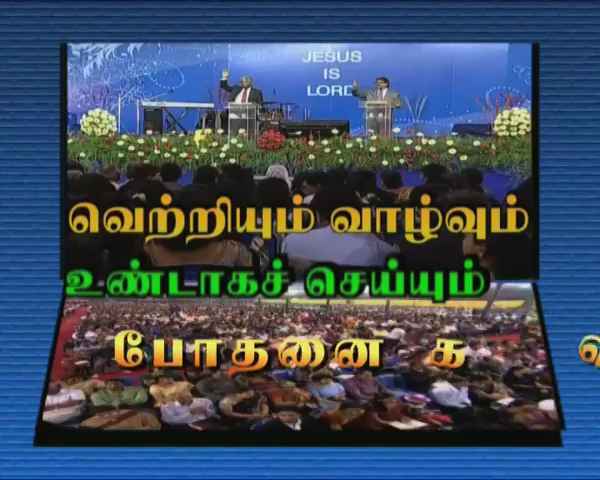 JESUS
IS
LORD
வெற்றியும் வாழ்வும்
உண்டாகச் செய்யும்
போதனை க